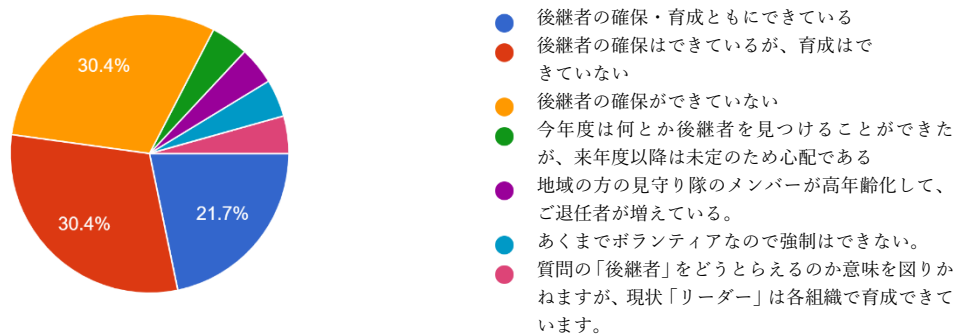 30.4%
30.4%
21.7%
後継者の確保・育成ともにできている
後継者の確保はできているが、育成はで
きていない
後継者の確保ができていない
今年度は何とか後継者を見つけることができた
が、来年度以降は未定のため心配である
地域の方の見守り隊のメンバーが高年齢化して、
ご退任者が増えている。
あくまでボランティアなので強制はできない。
質問の「後継者」をどうとらえるのか意味を図りか
ねますが、現状「リーダー」は各組織で育成できて
います。